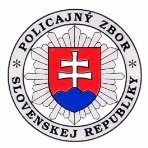 POLICAJNÝ ZBOR
SLOVENSKEJ REPUBLIKY